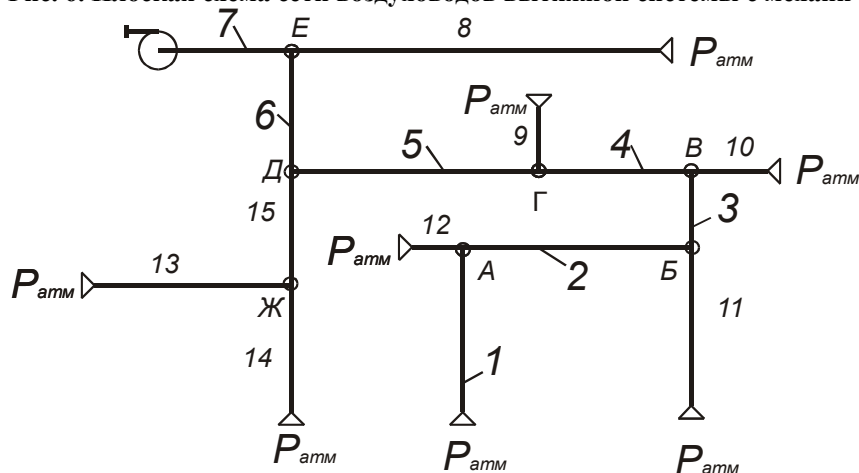 Рис. 6. Плоская схема сети воздуховодов вытяжной системы с механи
7 Е 8 Pатм
Pатм
6 9 5 4 В 10
Д Г Pатм
15 12 3
13 Pатм А 2 Б
Pатм Ж 11
14 1
Pатм Pатм Pатм